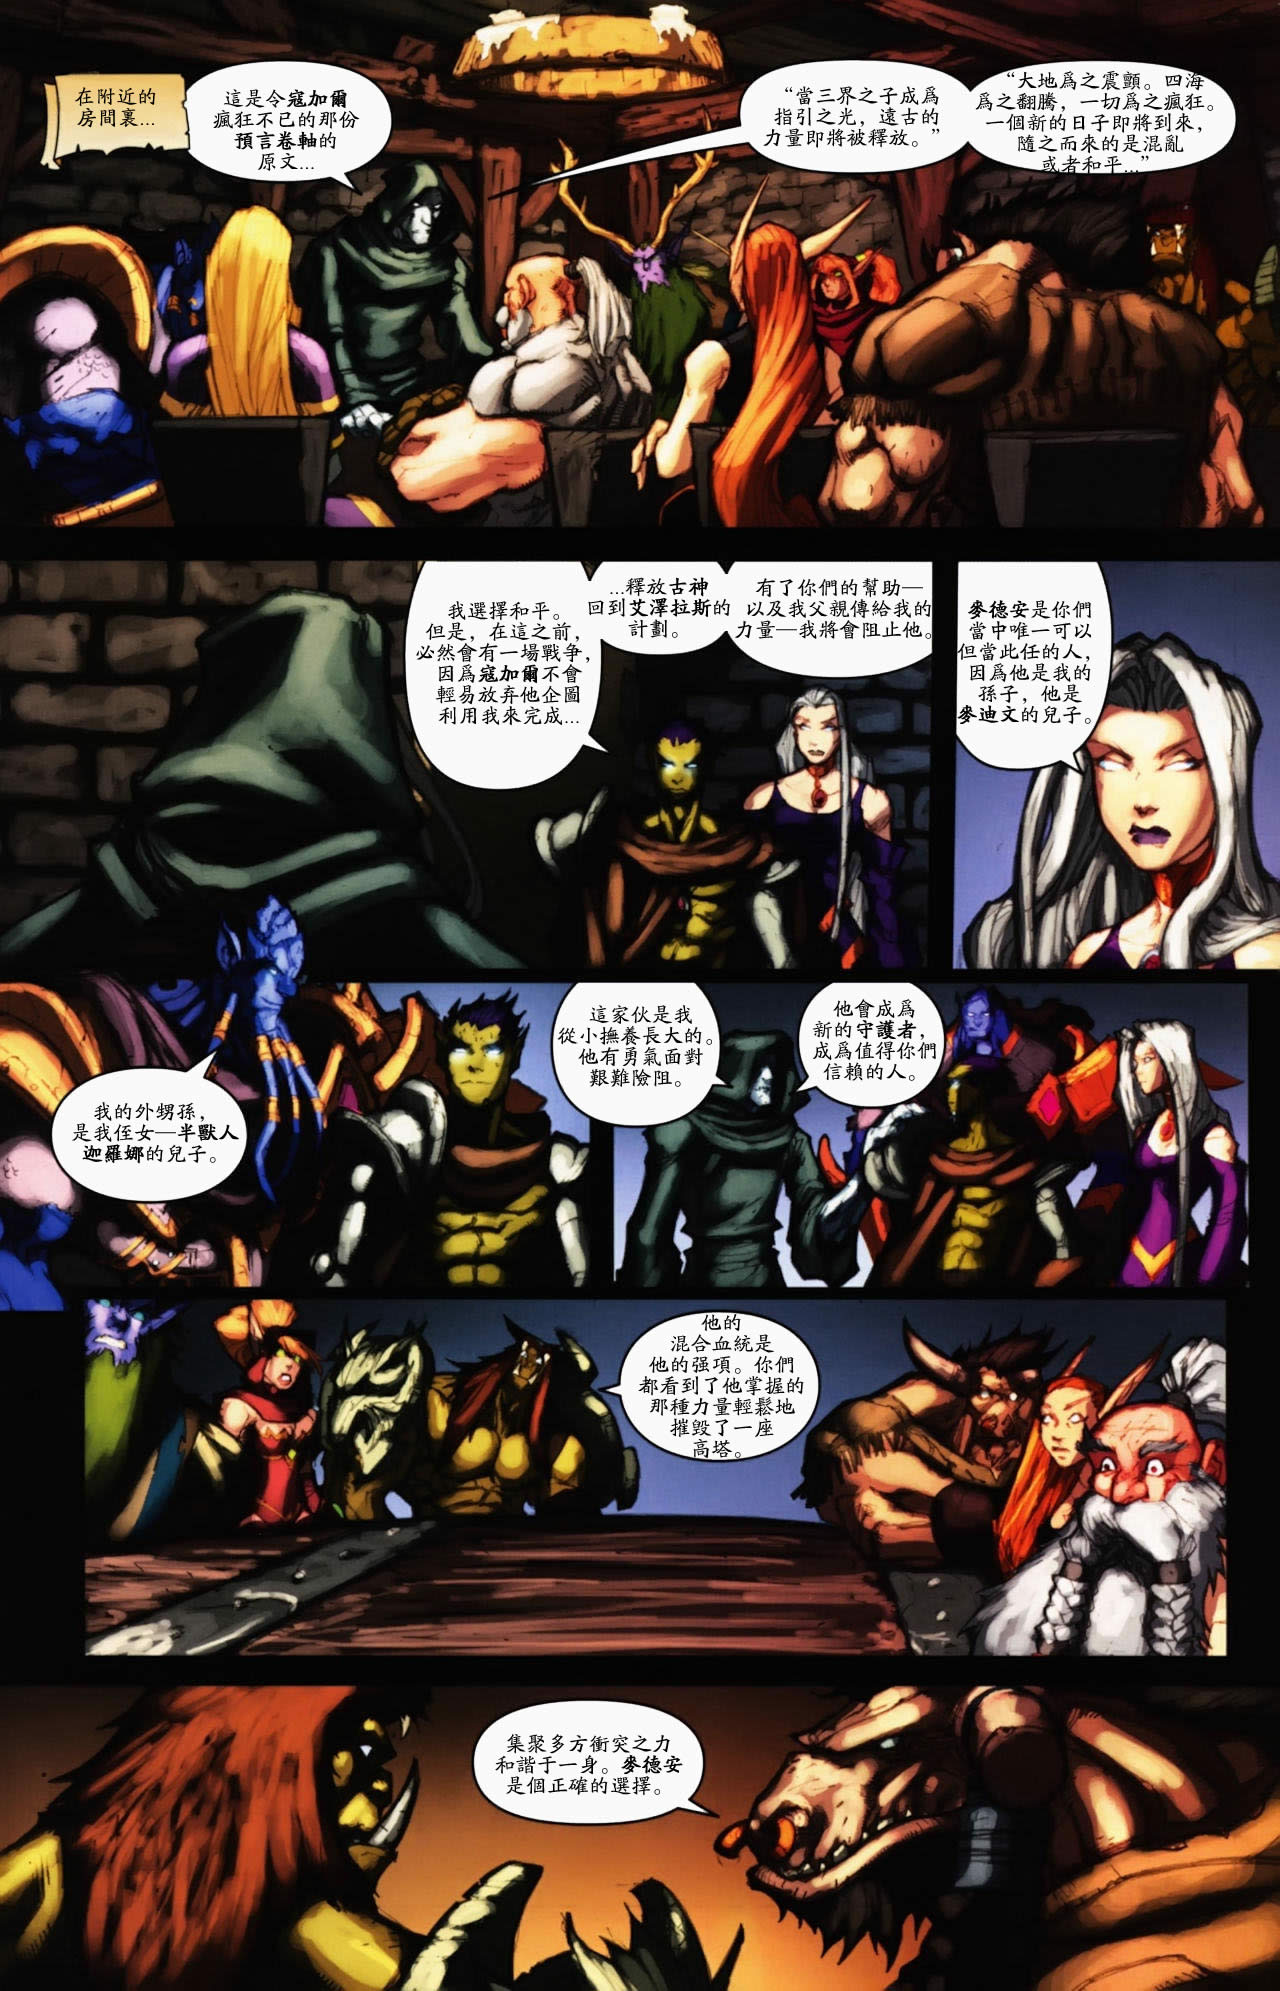 在附近的
房間裏...
這是令寇加爾
瘋狂不已的那份
預言卷軸的
原文...
“當三界之子成爲
指引之光，遠古的
力量即將被釋放。”
“大地爲之震顫。四海
爲之翻騰，一切爲之瘋狂。
一個新的日子即將到來，
隨之而來的是混亂
或者和平...”
我選擇和平。
但是，在這之前，
必然會有一場戰争，
因爲寇加爾不會
輕易放弃他企圖
利用我來完成...
...釋放古神
回到艾澤拉斯的
計劃。
有了你們的幫助—
以及我父親傳給我的
力量—我將會阻止他。
麥德安是你們
當中唯一可以
但當此任的人，
因爲他是我的
孫子，他是
麥迪文的兒子。
我的外甥孫，
是我侄女—半獸人
迦羅娜的兒子。
這家伙是我
從小撫養長大的。
他有勇氣面對
艱難險阻。
他會成爲
新的守護者，
成爲值得你們
信賴的人。
他的
混合血統是
他的强項。你們
都看到了他掌握的
那種力量輕鬆地
摧毁了一座
高塔。
集聚多方衝突之力
和諧于一身。麥德安
是個正確的選擇。